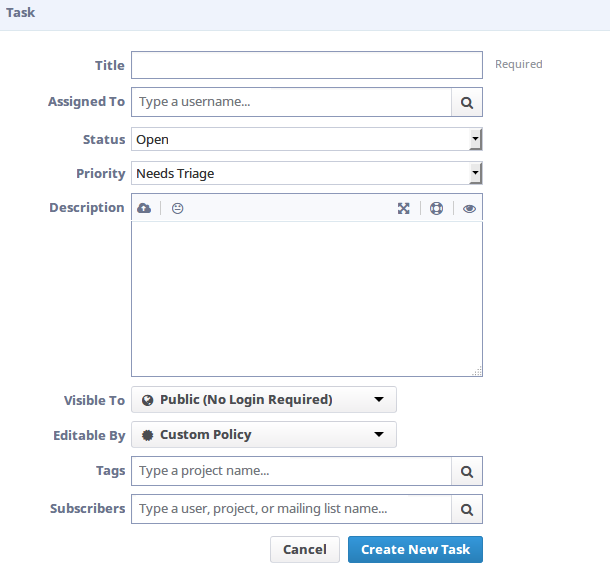 Task
Title Required
Assigned To Type a username...
Status Open
Priority Needs Triage
Description
Visible To Public (No Login Required)
Editable By Custom Policy
Tags Type a project name...
Subscribers Type a user, project, or mailing list name...
Cancel Create New Task